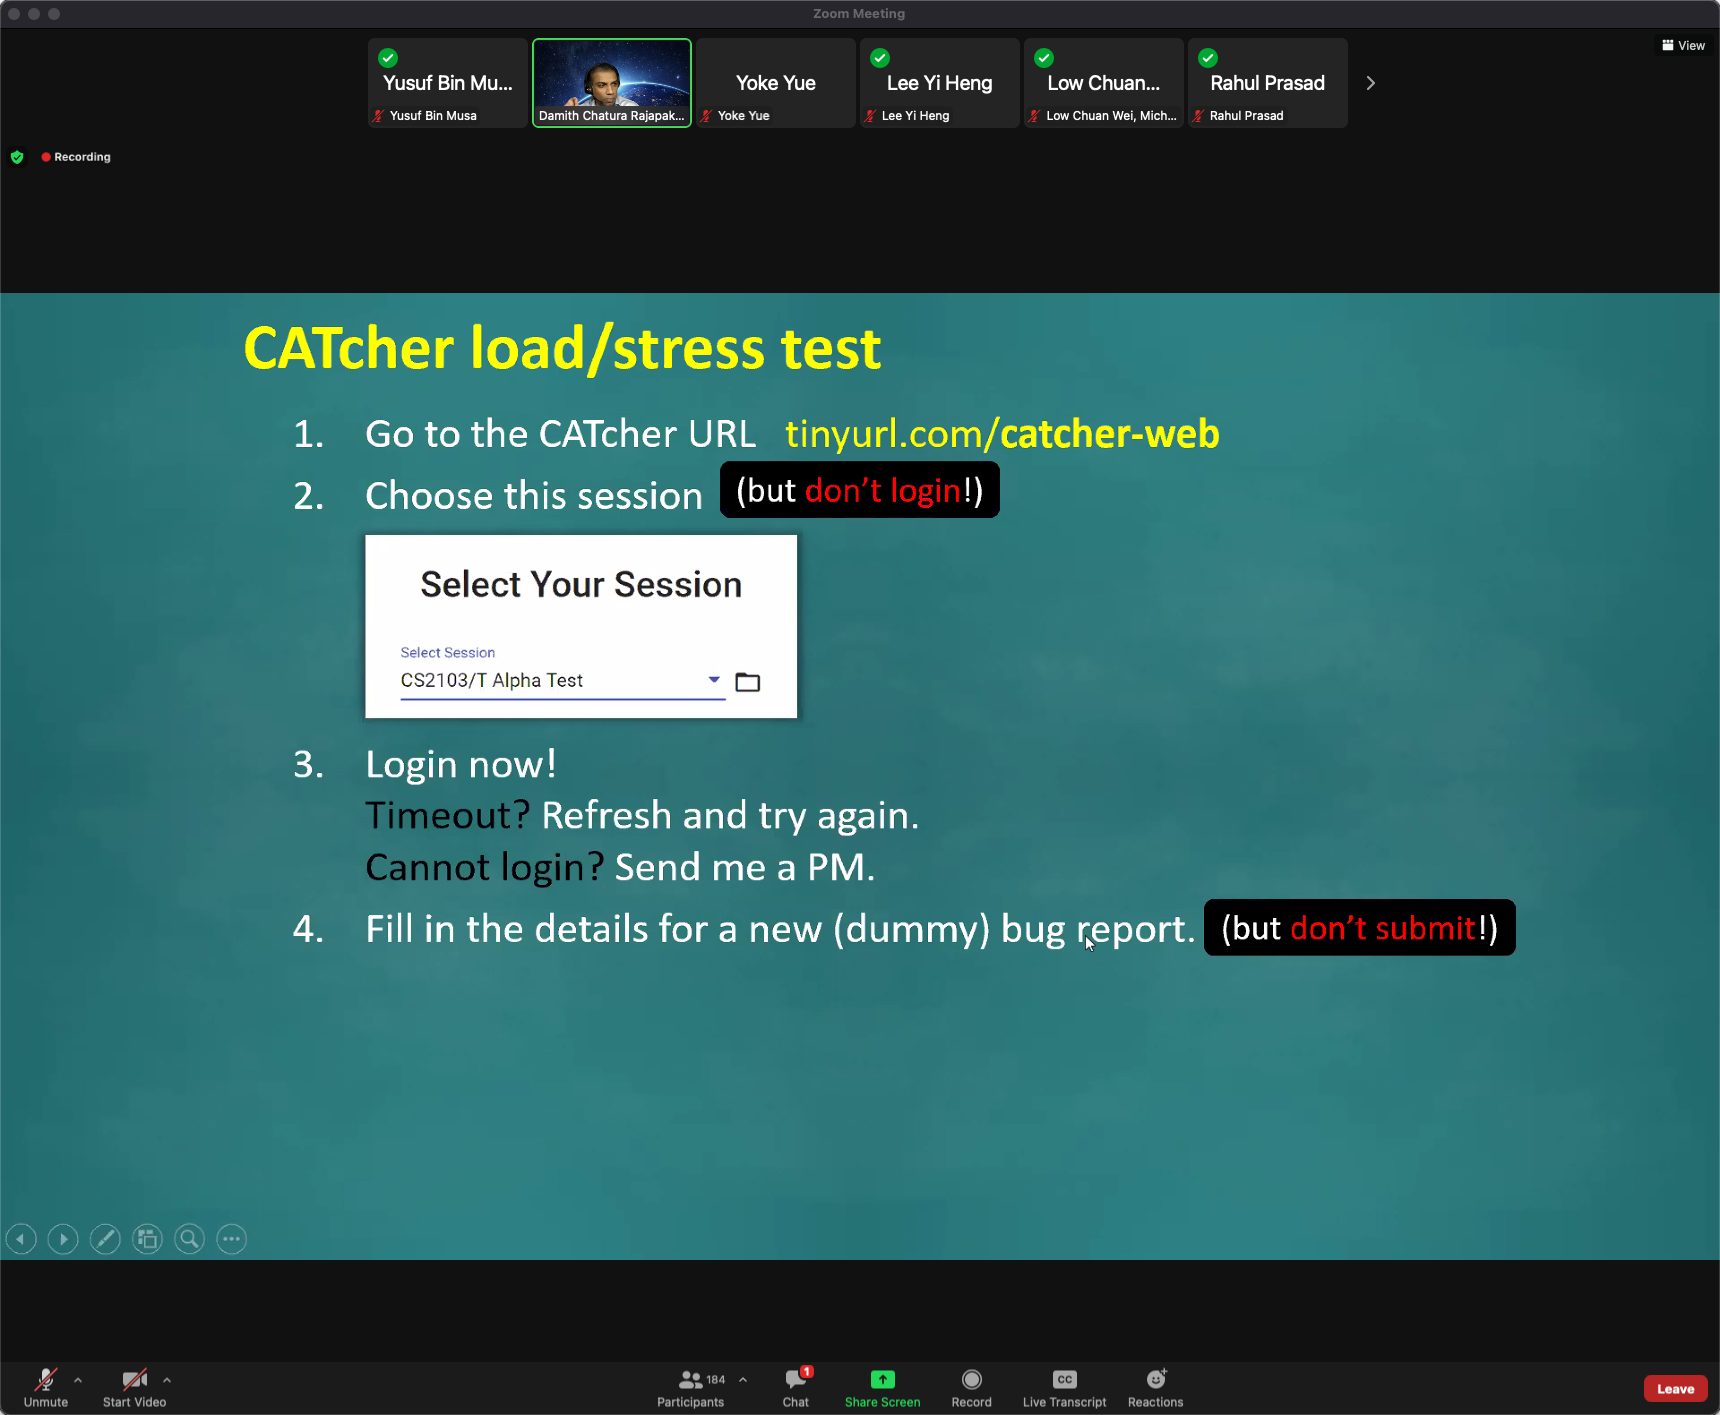 Zoom Meeting
View
Yusuf Bin Mu...
Yoke Yue
Lee Yi Heng
Low Chuan...
Rahul Prasad
Yusuf Bin Musa
Damith Chatura Rajapak...
Yoke Yue
Lee Yi Heng
Low Chuan Wei, Mich...
Rahul Prasad
Recording
CATcher load/stress test
1. Go to the CATcher URL tinyurl.com/catcher-web
2. Choose this session (but don't login!)
Select Your Session
Select Session
CS2103/T Alpha Test
3. Login now!
Timeout? Refresh and try again.
Cannot login? Send me a PM.
4. Fill in the details for a new (dummy) bug report. (but don't submit!)
184
1
CC
Unmute
Start Video
Participants
Chat
Share Screen
Record
Live Transcript
Reactions
Leave